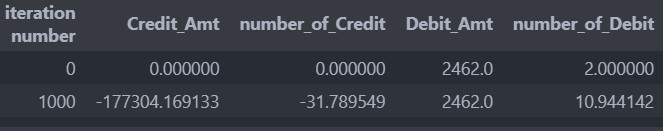 iteration number Credit_Amt number_of_Credit Debit_Amt number_of_Debit
0 0.000000 0.000000 2462.0 2.000000
1000 -177304.169133 -31.789549 2462.0 10.944142